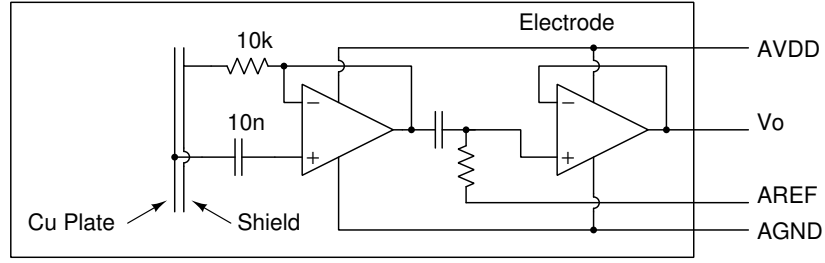 Electrode
10k
AVDD
10n
−
+
−
+
Vo
AREF
AGND
Cu Plate
Shield